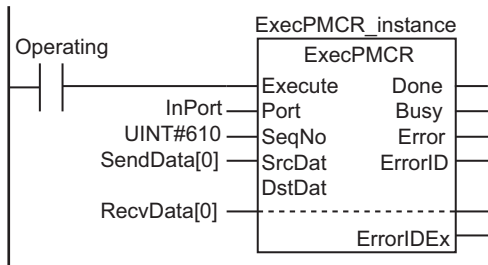 ExecPMCR_instance
Operating
ExecPMCR
Execute Done
InPort Port Busy
UINT#610 SeqNo Error
SendData[0] SrcDat ErrorID
DstDat
RecvData[0]
ErrorIDEx